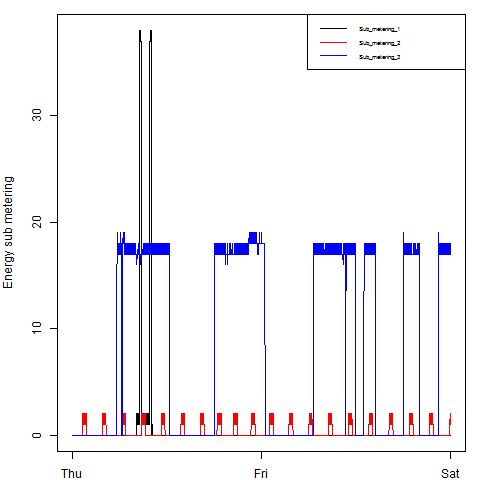 Sub_metering_1
Sub_metering_2
Sub_metering_3
Energy sub metering
30
20
10
0
Thu Fri Sat